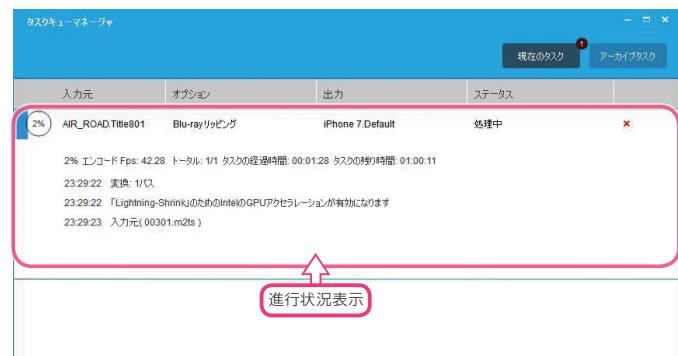 タスクキューマネージャ
1
現在のタスク アーカイブタスク
入力元 オプション 出力 ステータス
2% AIR_ROAD.Title801 Blu-rayリッピング iPhone 7.Default 処理中
2% エンコード Fps: 42.28 トータル: 1/1 タスクの経過時間: 00:01:28 タスクの残り時間: 01:00:11
23:29:22 変換: 1パス
23:29:22 「Lightning-Shrink」のためのIntelのGPUアクセラレーションが有効になります
23:29:23 入力元( 00301.m2ts )
進行状況表示